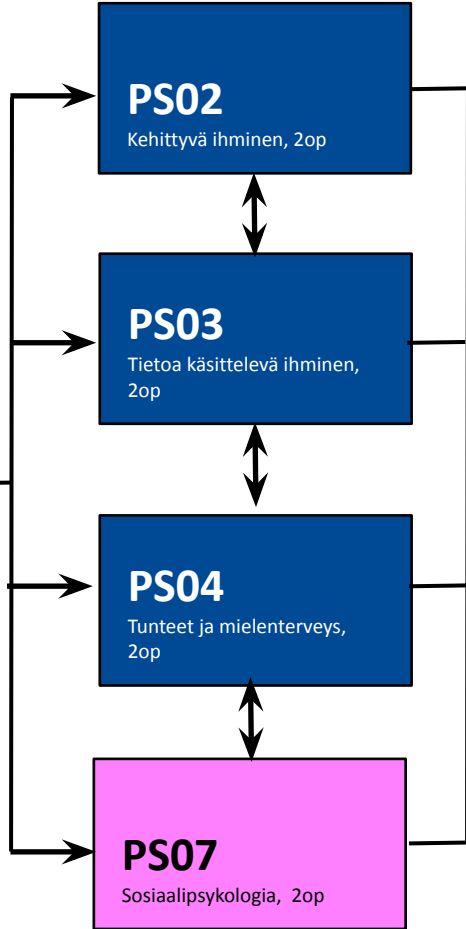 PS02
Kehittyvä ihminen, 2op
PS03
Tietoa käsittelevä ihminen,
2op
PS04
Tunteet ja mielenterveys,
2op
PS07
Sosiaalipsykologia, 2op